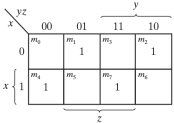 y
yz
x 00 01 11 10
0 m₀ m₁ 1 m₃ m₂ 1
x { 1 m₄ 1 m₅ m₇ 1 m₆
z